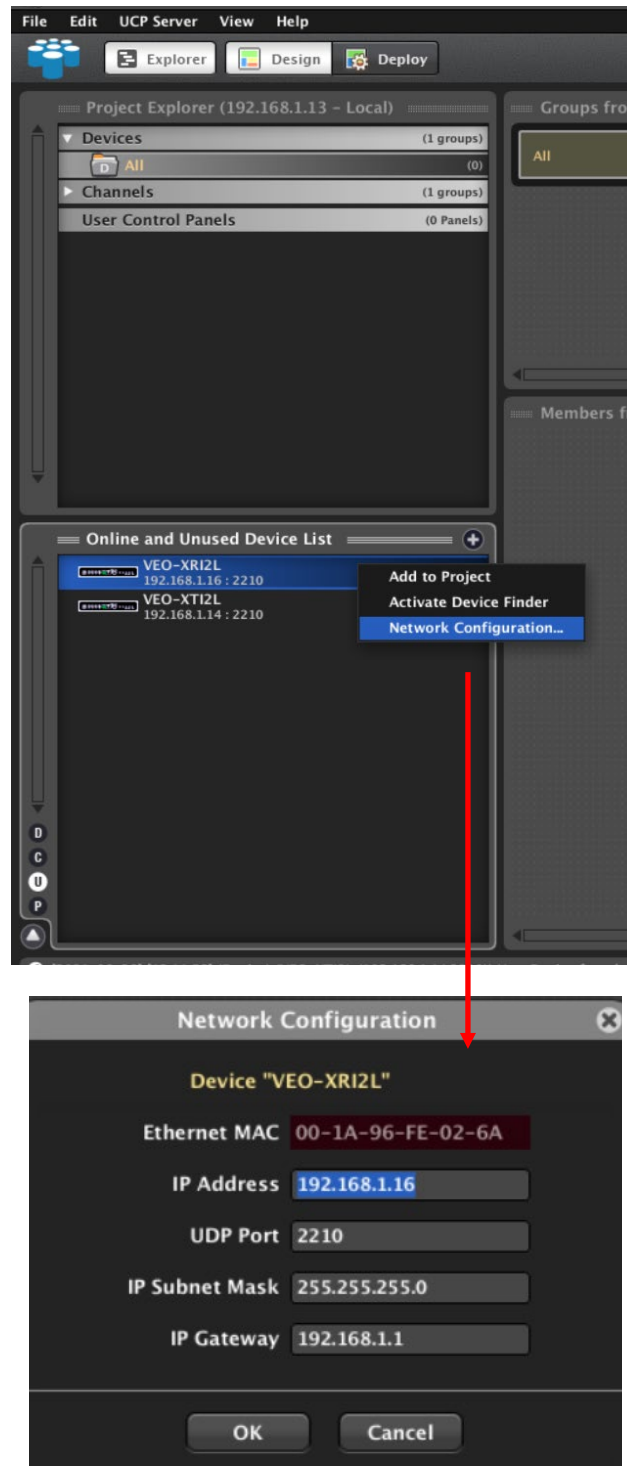 File Edit UCP Server View Help
Explorer Design Deploy
Project Explorer (192.168.1.13 - Local)
Groups fro
Devices (1 groups)
D All (0)
All
Channels (1 groups)
User Control Panels (0 Panels)
Members f
Online and Unused Device List
VEO-XRI2L
192.168.1.16 : 2210
VEO-XTI2L
192.168.1.14 : 2210
Add to Project
Activate Device Finder
Network Configuration...
D
C
U
P
Network Configuration
Device "VEO-XRI2L"
Ethernet MAC 00-1A-96-FE-02-6A
IP Address 192.168.1.16
UDP Port 2210
IP Subnet Mask 255.255.255.0
IP Gateway 192.168.1.1
OK Cancel